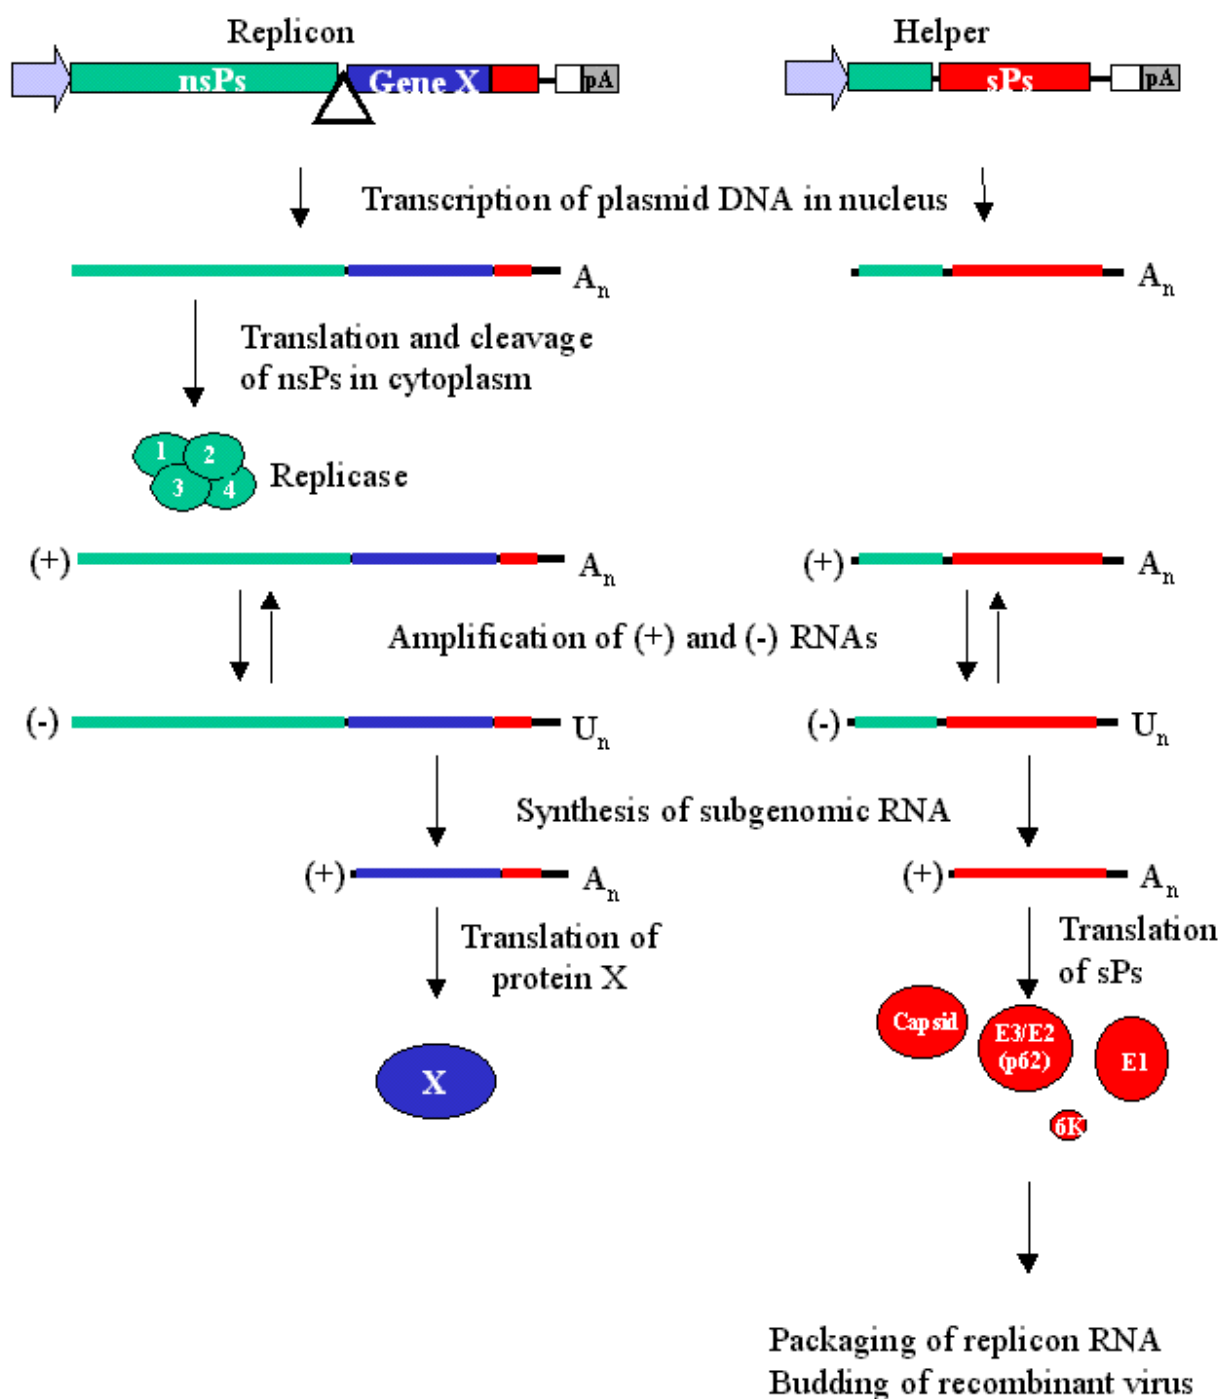 Replicon
Helper
nsPs
Gene X
pA
sPs
pA
Transcription of plasmid DNA in nucleus
An
An
Translation and cleavage
of nsPs in cytoplasm
1
2
3
4
Replicase
(+)
An
(+)
An
Amplification of (+) and (-) RNAs
(-)
Un
(-)
Un
Synthesis of subgenomic RNA
(+)
An
(+)
An
Translation of
protein X
Translation
of sPs
X
Capsid
E3/E2
(p62)
E1
6K
Packaging of replicon RNA
Budding of recombinant virus